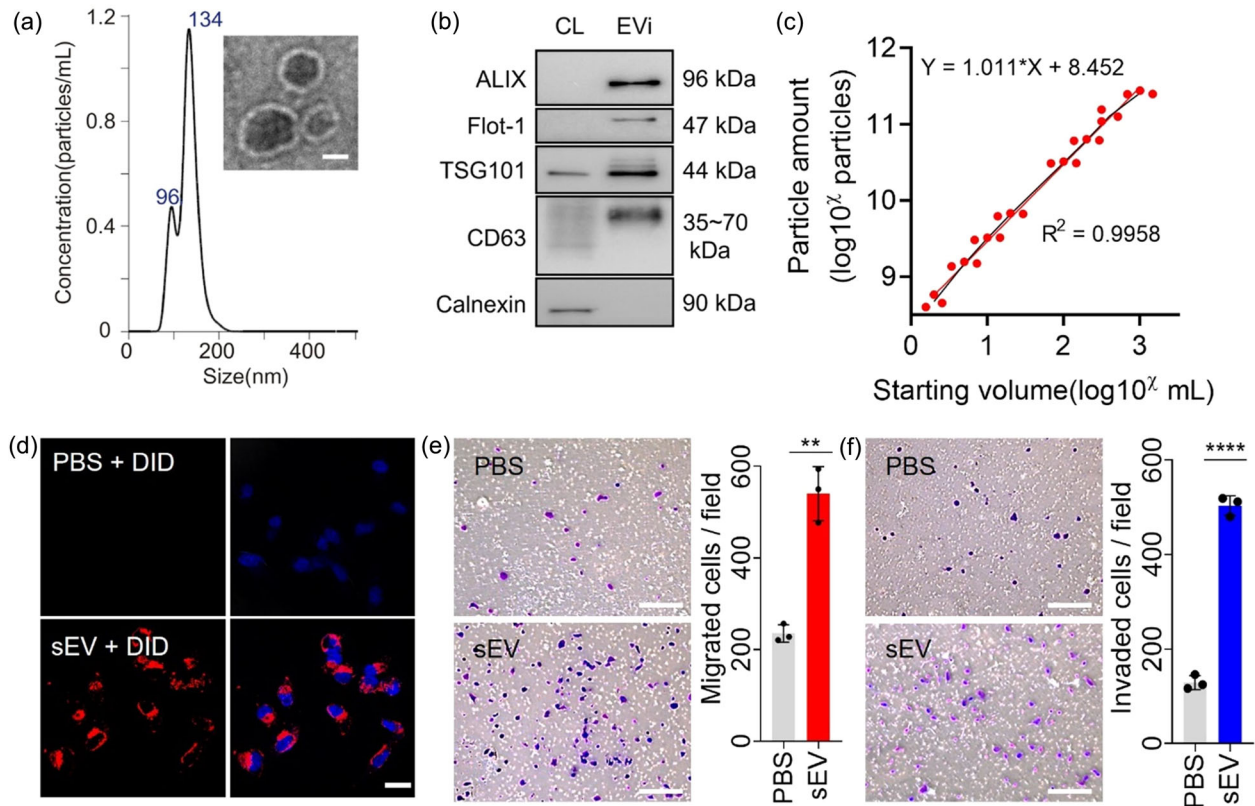 (a)
1.2
0.8
0.4
0
Concentration(particles/mL)
134
96
0
200
400
Size(nm)
(b)
CL EVi
ALIX 96 kDa
Flot-1 47 kDa
TSG101 44 kDa
CD63 35~70
kDa
Calnexin 90 kDa
(c)
12
11
10
9
Particle amount
(log10ᵡ particles)
Y = 1.011*X + 8.452
R² = 0.9958
0 1 2 3
Starting volume(log10ᵡ mL)
(d)
PBS + DID
sEV + DID
(e)
PBS
sEV
**
600
400
200
0
Migrated cells / field
PBS
sEV
(f)
PBS
sEV
****
600
400
200
0
Invaded cells / field
PBS
sEV